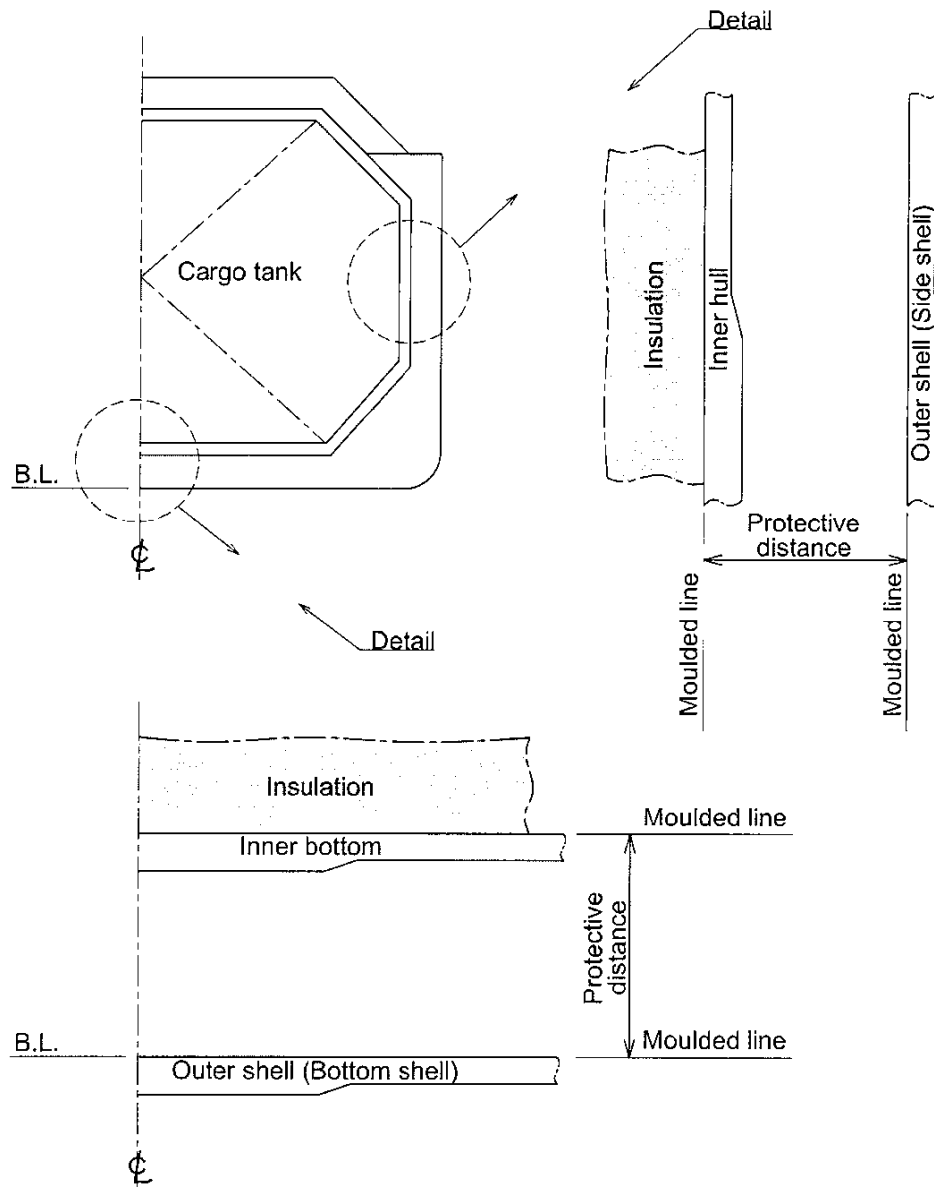 Detail
Cargo tank
B.L.
℄
Insulation
Inner hull
Outer shell (Side shell)
Protective
distance
Moulded line
Moulded line
Detail
Insulation
Moulded line
Inner bottom
Protective
distance
B.L.
Moulded line
Outer shell (Bottom shell)
℄